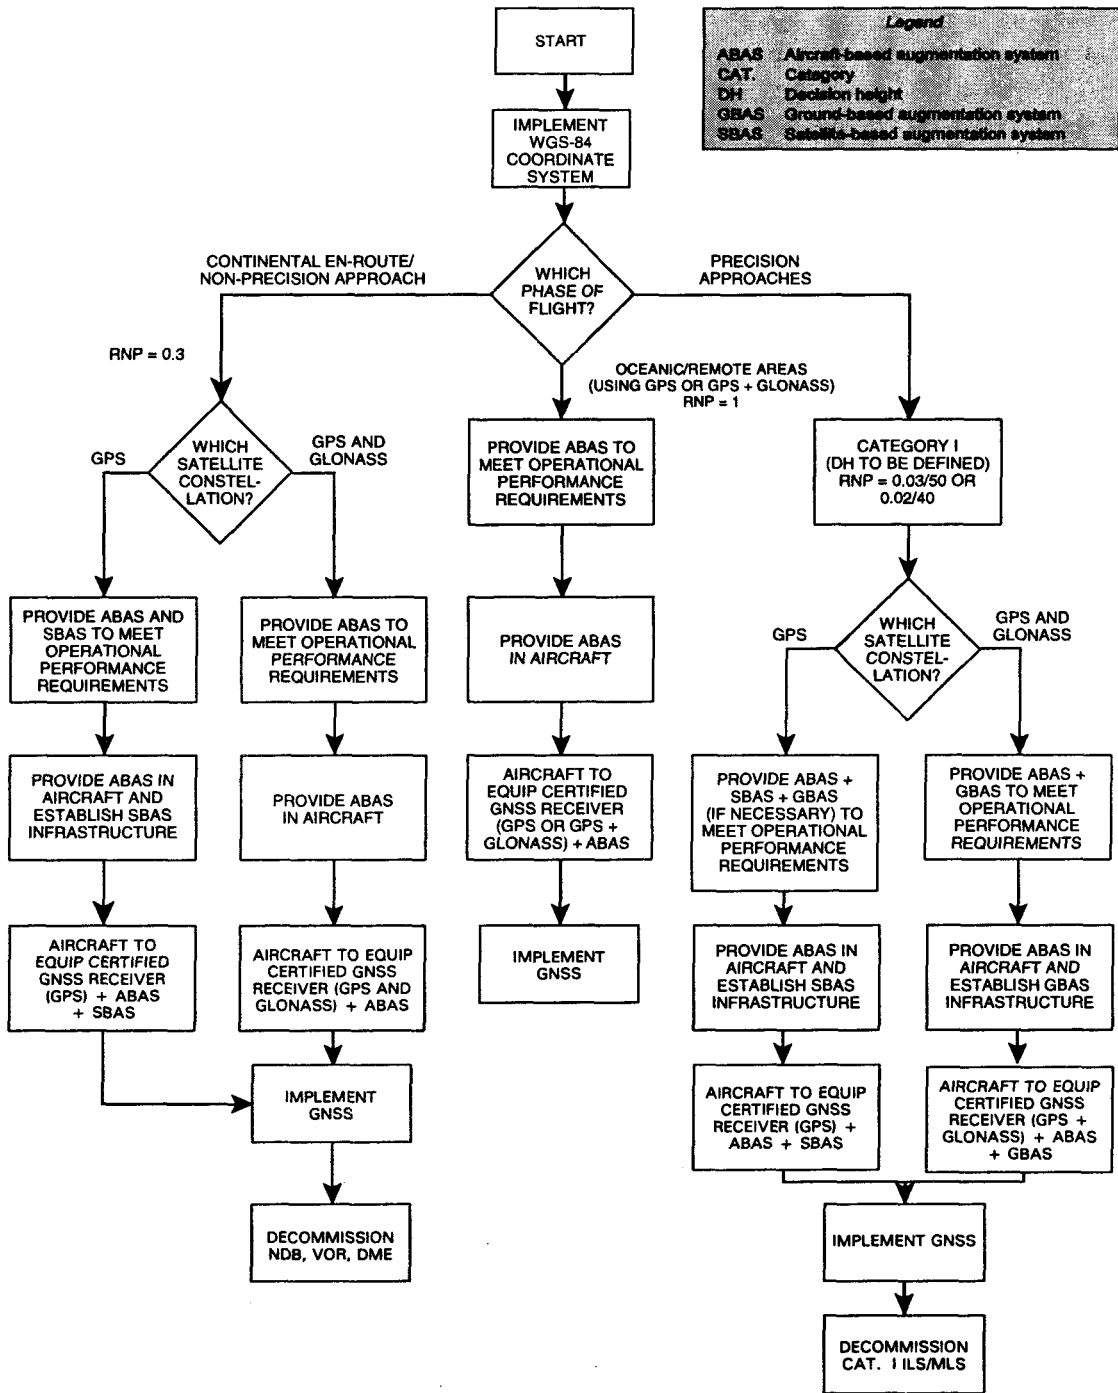 START
Legend
ABAS Aircraft-based augmentation system
CAT. Category
DH Decision height
GBAS Ground-based augmentation system
SBAS Satellite-based augmentation system
IMPLEMENT
WGS-84
COORDINATE
SYSTEM
CONTINENTAL EN-ROUTE/
NON-PRECISION APPROACH
WHICH
PHASE OF
FLIGHT?
PRECISION
APPROACHES
RNP = 0.3
OCEANIC/REMOTE AREAS
(USING GPS OR GPS + GLONASS)
RNP = 1
GPS
WHICH
SATELLITE
CONSTEL-
LATION?
GPS AND
GLONASS
PROVIDE ABAS TO
MEET OPERATIONAL
PERFORMANCE
REQUIREMENTS
CATEGORY I
(DH TO BE DEFINED)
RNP = 0.03/50 OR
0.02/40
PROVIDE ABAS AND
SBAS TO MEET
OPERATIONAL
PERFORMANCE
REQUIREMENTS
PROVIDE ABAS TO
MEET OPERATIONAL
PERFORMANCE
REQUIREMENTS
PROVIDE ABAS
IN AIRCRAFT
GPS
WHICH
SATELLITE
CONSTEL-
LATION?
GPS AND
GLONASS
PROVIDE ABAS IN
AIRCRAFT AND
ESTABLISH SBAS
INFRASTRUCTURE
PROVIDE ABAS
IN AIRCRAFT
AIRCRAFT TO
EQUIP CERTIFIED
GNSS RECEIVER
(GPS OR GPS +
GLONASS) + ABAS
PROVIDE ABAS +
SBAS + GBAS
(IF NECESSARY) TO
MEET OPERATIONAL
PERFORMANCE
REQUIREMENTS
PROVIDE ABAS +
GBAS TO MEET
OPERATIONAL
PERFORMANCE
REQUIREMENTS
AIRCRAFT TO
EQUIP CERTIFIED
GNSS RECEIVER
(GPS) + ABAS
+ SBAS
AIRCRAFT TO EQUIP
CERTIFIED GNSS
RECEIVER (GPS AND
GLONASS) + ABAS
IMPLEMENT
GNSS
PROVIDE ABAS IN
AIRCRAFT AND
ESTABLISH SBAS
INFRASTRUCTURE
PROVIDE ABAS IN
AIRCRAFT AND
ESTABLISH GBAS
INFRASTRUCTURE
IMPLEMENT
GNSS
AIRCRAFT TO EQUIP
CERTIFIED GNSS
RECEIVER (GPS) +
ABAS + SBAS
AIRCRAFT TO EQUIP
CERTIFIED GNSS
RECEIVER (GPS +
GLONASS) + ABAS
+ GBAS
DECOMMISSION
NDB, VOR, DME
IMPLEMENT GNSS
DECOMMISSION
CAT. I ILS/MLS